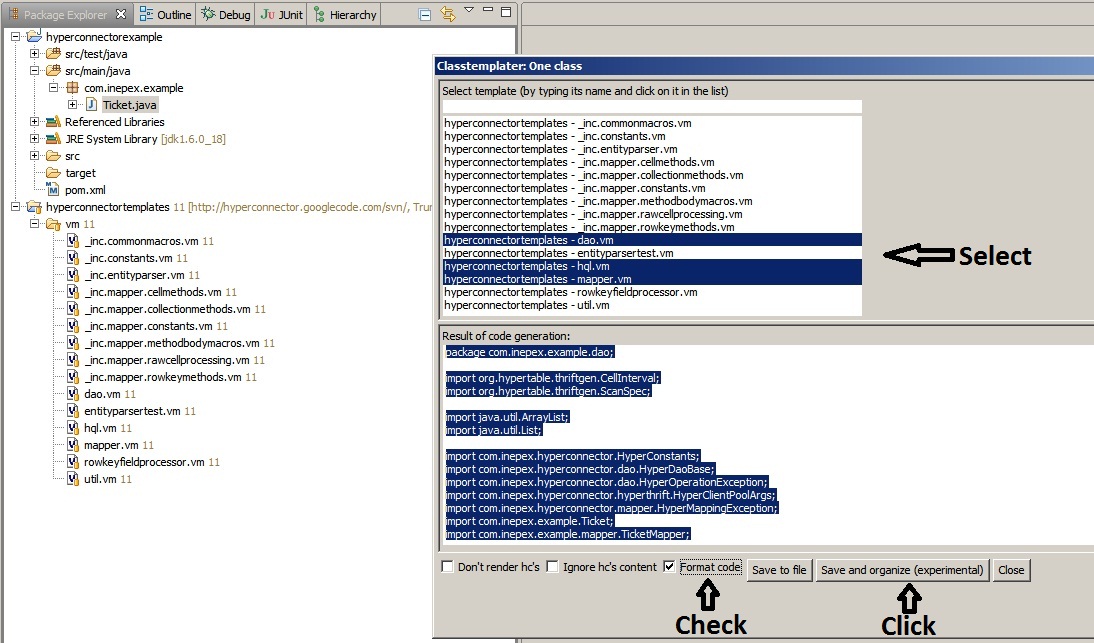 Package Explorer Outline Debug JUnit Hierarchy
hyperconnectorexample
src/test/java
src/main/java
com.inepex.example
Ticket.java
Referenced Libraries
JRE System Library [jdk1.6.0_18]
src
target
pom.xml
hyperconnectortemplates 11 [http://hyperconnector.googlecode.com/svn/, Trun
vm 11
_inc.commonmacros.vm 11
_inc.constants.vm 11
_inc.entityparser.vm 11
_inc.mapper.cellmethods.vm 11
_inc.mapper.collectionmethods.vm 11
_inc.mapper.constants.vm 11
_inc.mapper.methodbodymacros.vm 11
_inc.mapper.rawcellprocessing.vm 11
_inc.mapper.rowkeymethods.vm 11
dao.vm 11
entityparsertest.vm 11
hql.vm 11
mapper.vm 11
rowkeyfieldprocessor.vm 11
util.vm 11
Classtemplater: One class
Select template (by typing its name and click on it in the list)
hyperconnectortemplates - _inc.commonmacros.vm
hyperconnectortemplates - _inc.constants.vm
hyperconnectortemplates - _inc.entityparser.vm
hyperconnectortemplates - _inc.mapper.cellmethods.vm
hyperconnectortemplates - _inc.mapper.collectionmethods.vm
hyperconnectortemplates - _inc.mapper.constants.vm
hyperconnectortemplates - _inc.mapper.methodbodymacros.vm
hyperconnectortemplates - _inc.mapper.rawcellprocessing.vm
hyperconnectortemplates - _inc.mapper.rowkeymethods.vm
hyperconnectortemplates - dao.vm
hyperconnectortemplates - entityparsertest.vm
hyperconnectortemplates - hql.vm
hyperconnectortemplates - mapper.vm
hyperconnectortemplates - rowkeyfieldprocessor.vm
hyperconnectortemplates - util.vm
Select
Result of code generation:
package com.inepex.example.dao;
import org.hypertable.thriftgen.CellInterval;
import org.hypertable.thriftgen.ScanSpec;
import java.util.ArrayList;
import java.util.List;
import com.inepex.hyperconnector.HyperConstants;
import com.inepex.hyperconnector.dao.HyperDaoBase;
import com.inepex.hyperconnector.dao.HyperOperationException;
import com.inepex.hyperconnector.hyperthrift.HyperClientPoolArgs;
import com.inepex.hyperconnector.mapper.HyperMappingException;
import com.inepex.example.Ticket;
import com.inepex.example.mapper.TicketMapper;
Don't render hc's Ignore hc's content Format code Save to file Save and organize (experimental) Close
Check Click